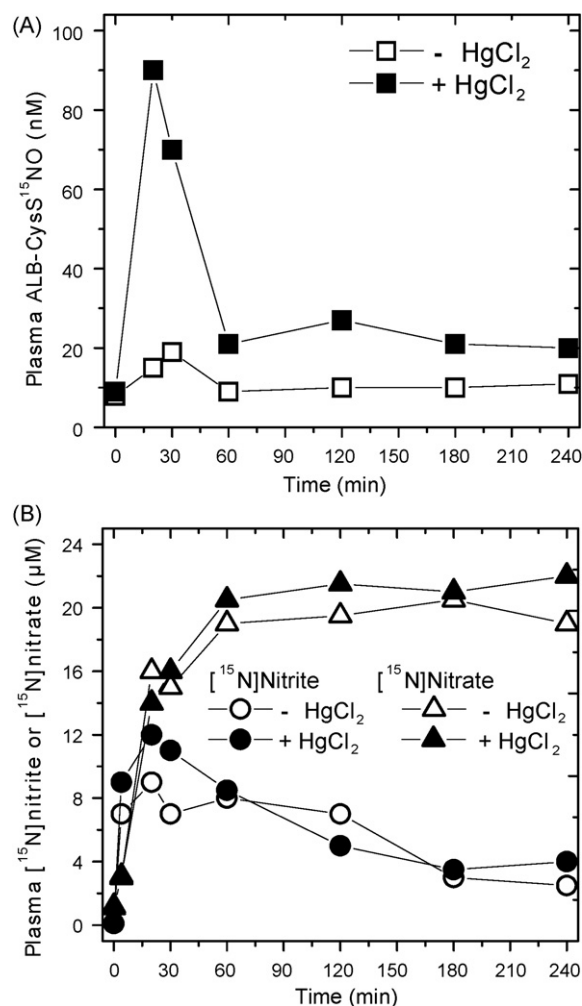 (A)
100
80
60
40
20
0
Plasma ALB-CysS¹⁵NO (nM)
- HgCl₂
+ HgCl₂
0 30 60 90 120 150 180 210 240
Time (min)
(B)
24
20
16
12
8
4
0
Plasma [¹⁵N]nitrite or [¹⁵N]nitrate (µM)
[¹⁵N]Nitrite [¹⁵N]Nitrate
- HgCl₂ - HgCl₂
+ HgCl₂ + HgCl₂
0 30 60 90 120 150 180 210 240
Time (min)